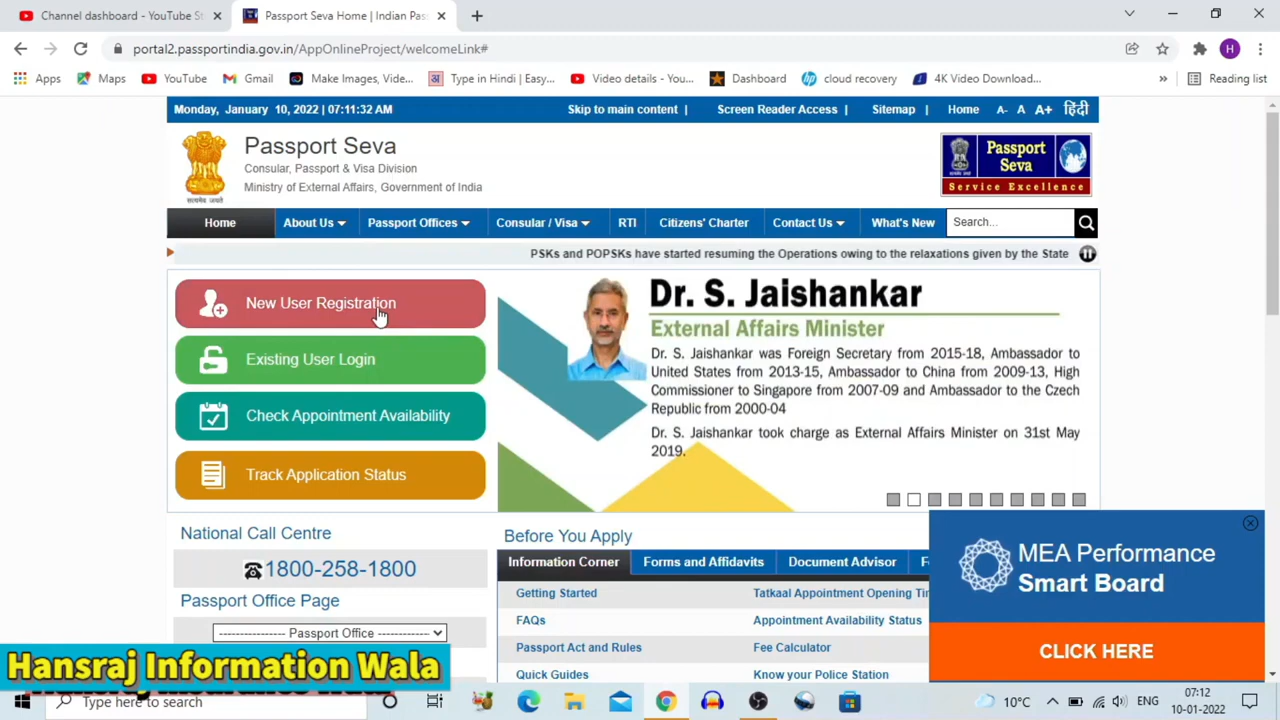 Channel dashboard - YouTube St
Passport Seva Home | Indian Pas
portal2.passportindia.gov.in/AppOnlineProject/welcomeLink#
H
Apps
Maps
YouTube
Gmail
Make Images, Vide...
Type in Hindi | Easy...
Video details - You...
Dashboard
cloud recovery
4K Video Download...
»
Reading list
Monday, January 10, 2022 | 07:11:32 AM
Skip to main content |
Screen Reader Access |
Sitemap |
Home
A- A A+ हिंदी
Passport Seva
Consular, Passport & Visa Division
Ministry of External Affairs, Government of India
सत्यमेव जयते
Passport
Seva
Service Excellence
Home
About Us
Passport Offices
Consular / Visa
RTI
Citizens' Charter
Contact Us
What's New
Search...
PSKs and POPSKs have started resuming the Operations owing to the relaxations given by the State
New User Registration
Existing User Login
Check Appointment Availability
Track Application Status
Dr. S. Jaishankar
External Affairs Minister
Dr. S. Jaishankar was Foreign Secretary from 2015-18, Ambassador to
United States from 2013-15, Ambassador to China from 2009-13, High
Commissioner to Singapore from 2007-09 and Ambassador to the Czech
Republic from 2000-04
Dr. S. Jaishankar took charge as External Affairs Minister on 31st May
2019.
National Call Centre
1800-258-1800
Passport Office Page
---------------- Passport Office ------------
Before You Apply
Information Corner
Forms and Affidavits
Document Advisor
Getting Started
Tatkaal Appointment Opening Tim
FAQs
Appointment Availability Status
Passport Act and Rules
Fee Calculator
Quick Guides
Know your Police Station
MEA Performance
Smart Board
CLICK HERE
Hansraj Information Wala
Type here to search
10°C
ENG
07:12
10-01-2022